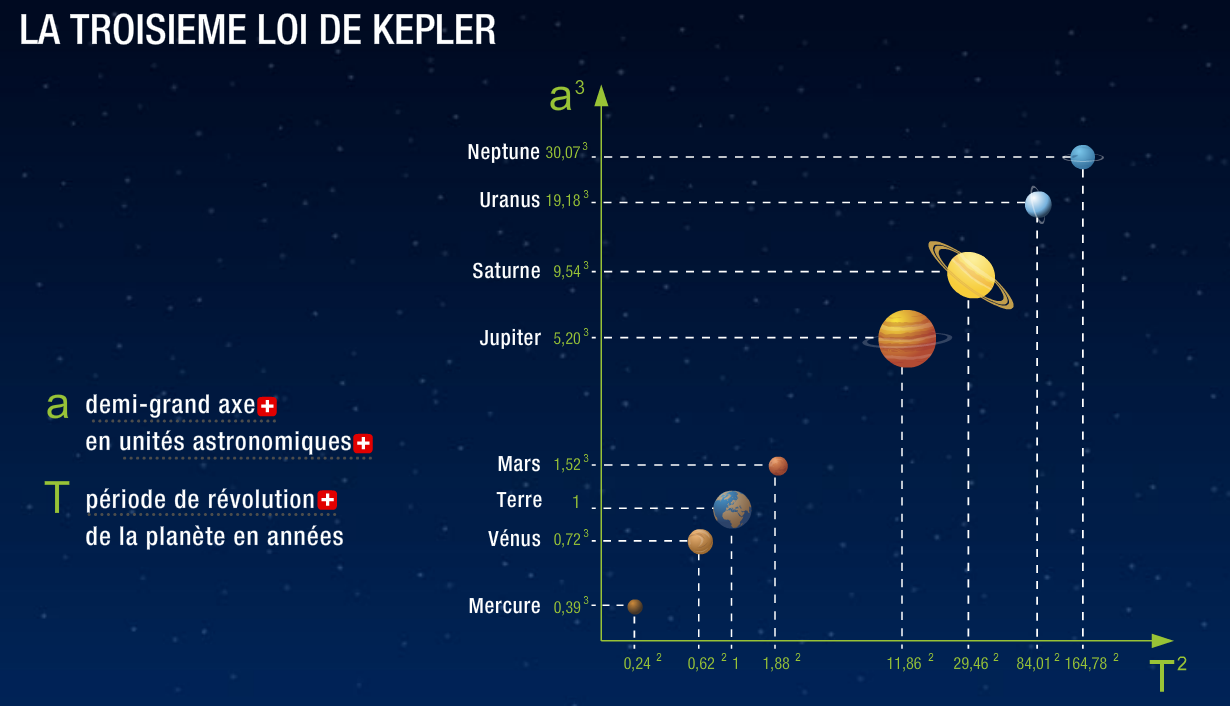 LA TROISIEME LOI DE KEPLER
a³
Neptune 30,07³
Uranus 19,18³
Saturne 9,54³
Jupiter 5,20³
Mars 1,52³
Terre 1
Vénus 0,72³
Mercure 0,39³
a demi-grand axe
en unités astronomiques
T période de révolution
de la planète en années
0,24² 0,62² 1 1,88² 11,86² 29,46² 84,01² 164,78²
T²